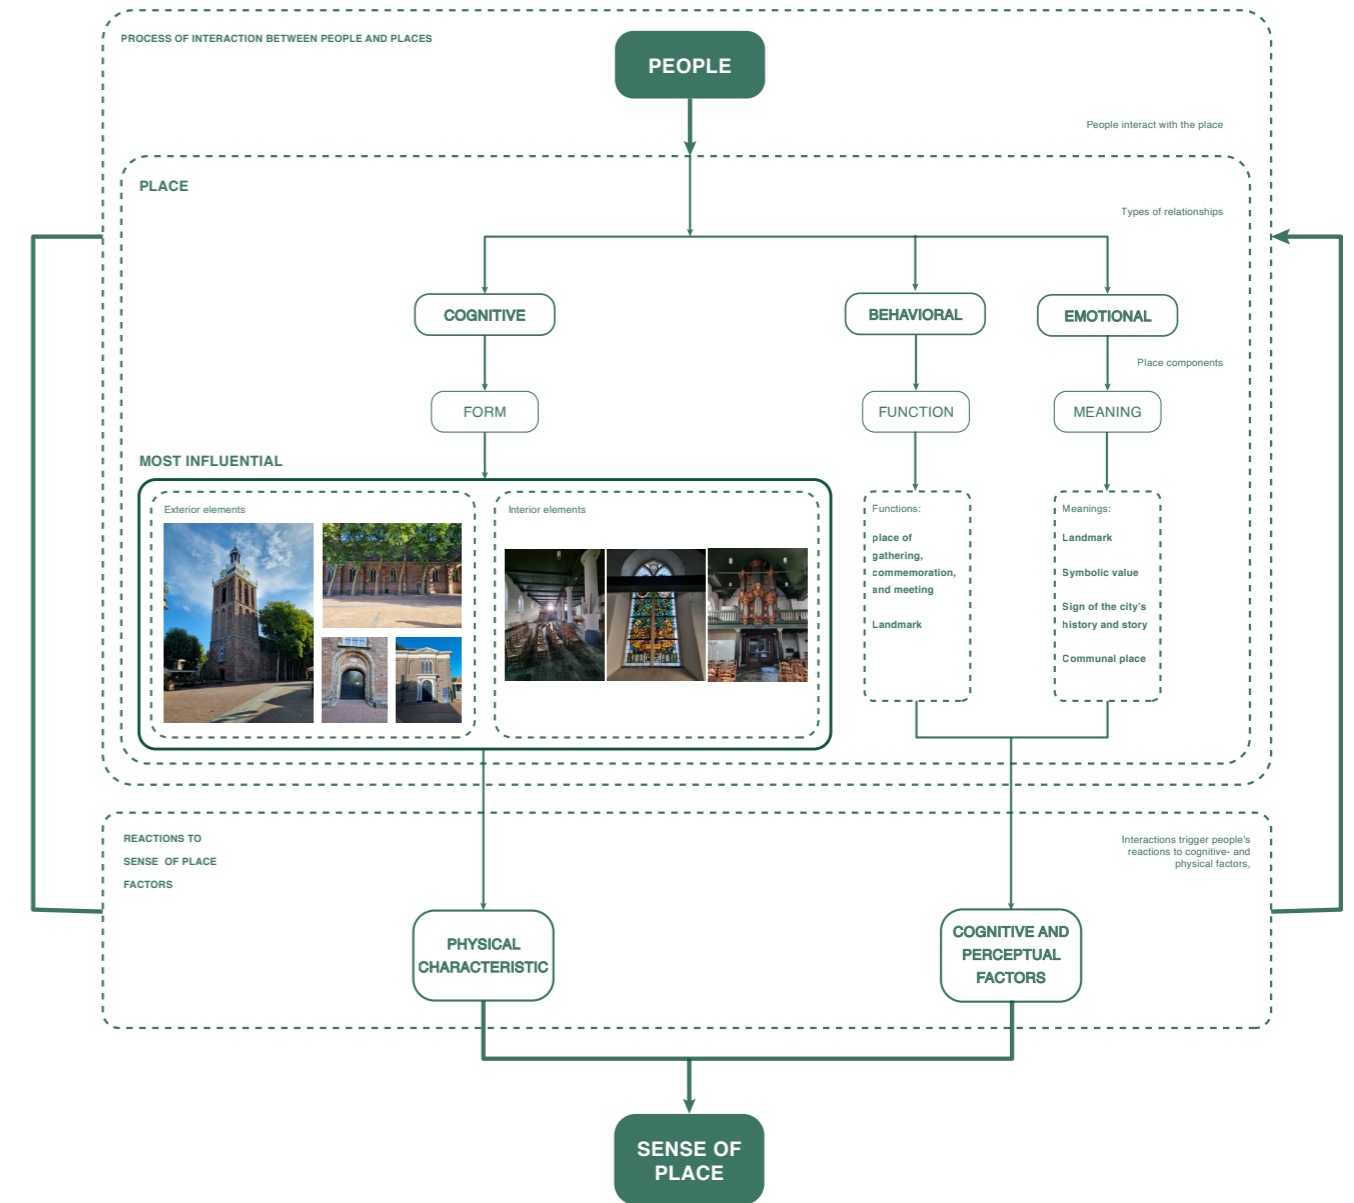 PROCESS OF INTERACTION BETWEEN PEOPLE AND PLACES
PEOPLE
People interact with the place
PLACE
Types of relationships
COGNITIVE
BEHAVIORAL
EMOTIONAL
Place components
FORM
FUNCTION
MEANING
MOST INFLUENTIAL
Exterior elements
Interior elements
Functions:
place of
gathering,
commemoration,
and meeting
Landmark
Meanings:
Landmark
Symbolic value
Sign of the city's
history and story
Communal place
REACTIONS TO
SENSE OF PLACE
FACTORS
Interactions trigger people's
reactions to cognitive- and
physical factors,
PHYSICAL
CHARACTERISTIC
COGNITIVE AND
PERCEPTUAL
FACTORS
SENSE OF
PLACE